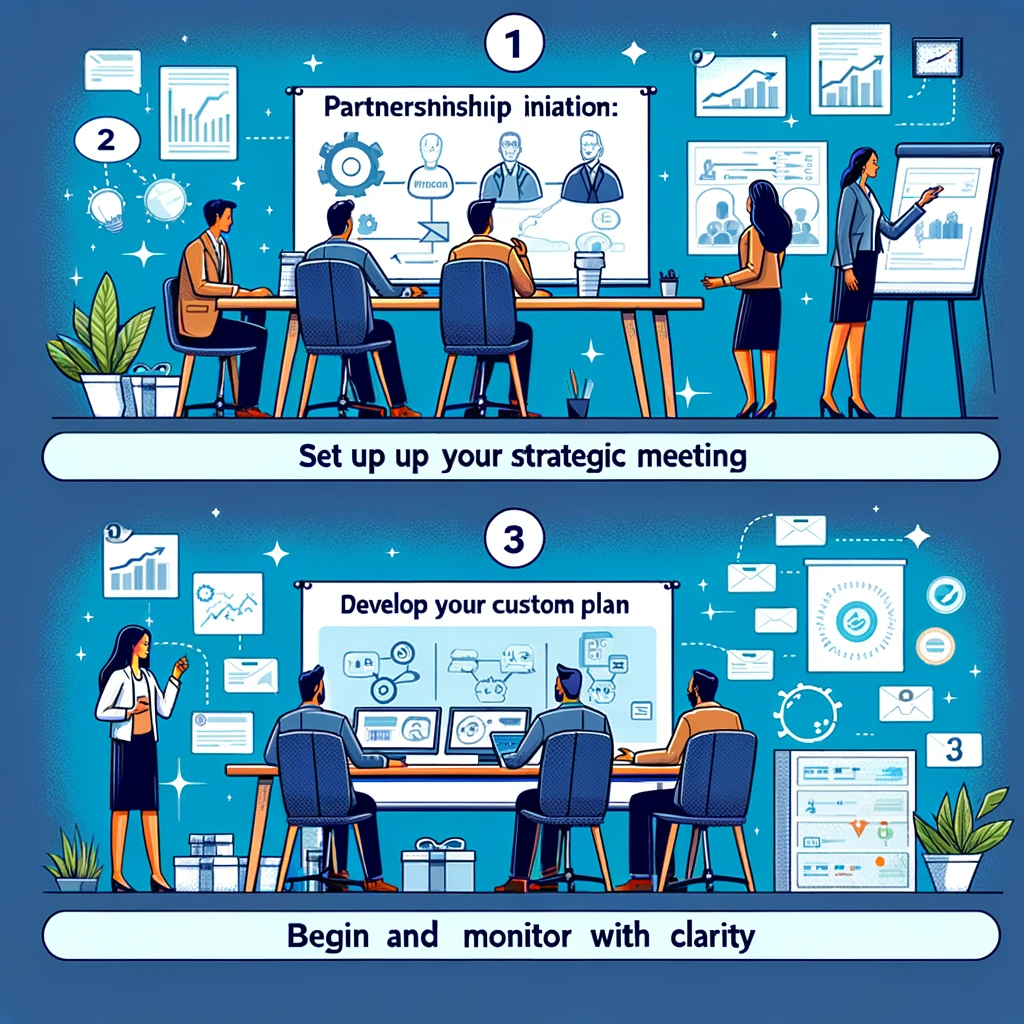 1
Partnershinship iniation:
2
Set up up your strategic meeting
3
Develop your custom plan
3
Begin and monitor with clarity